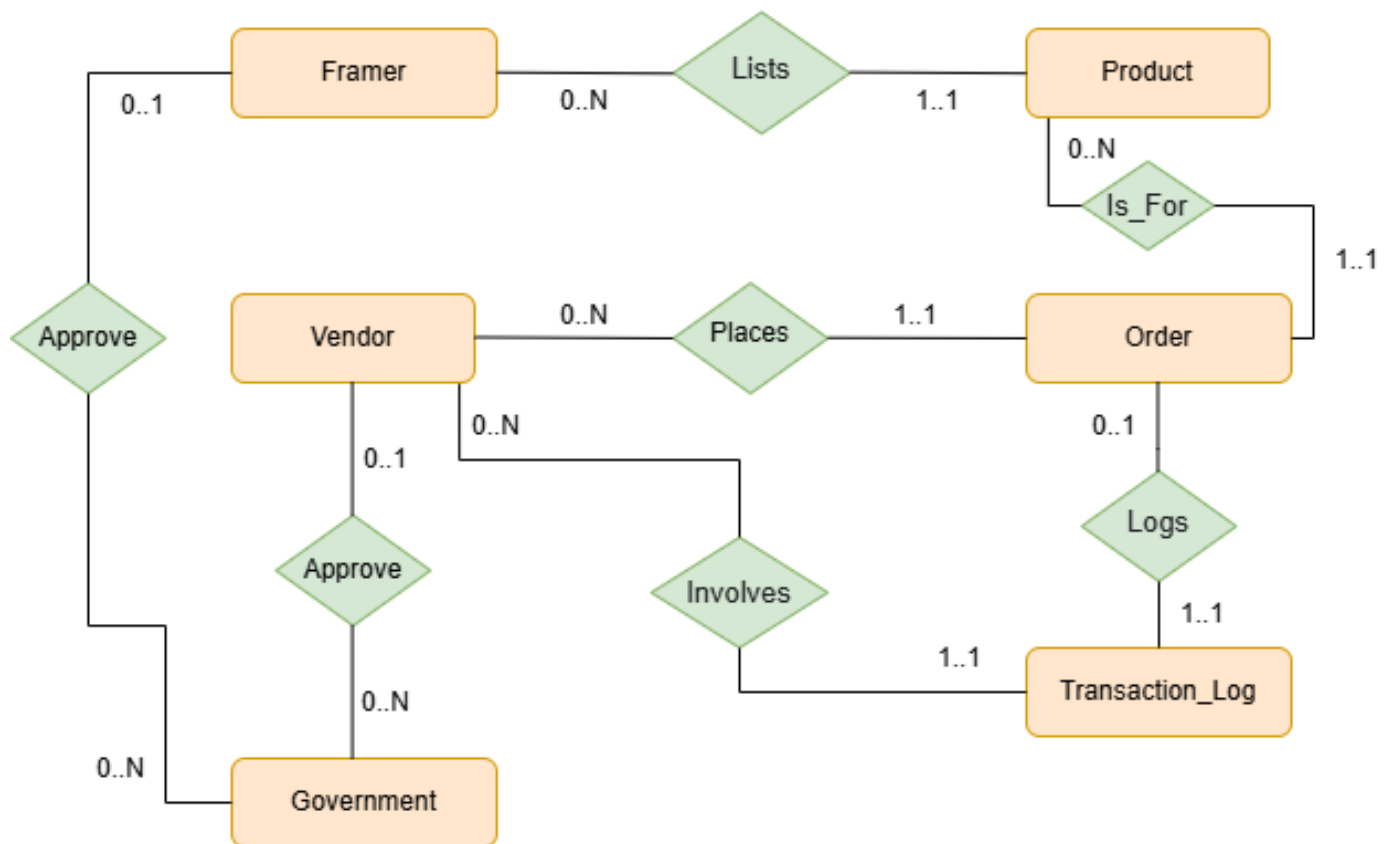 Framer
Lists
Product
0..1
0..N
1..1
0..N
Is_For
1..1
Approve
Vendor
0..N
Places
1..1
Order
0..N
0..1
0..1
Logs
Approve
Involves
1..1
1..1
0..N
Transaction_Log
0..N
Government